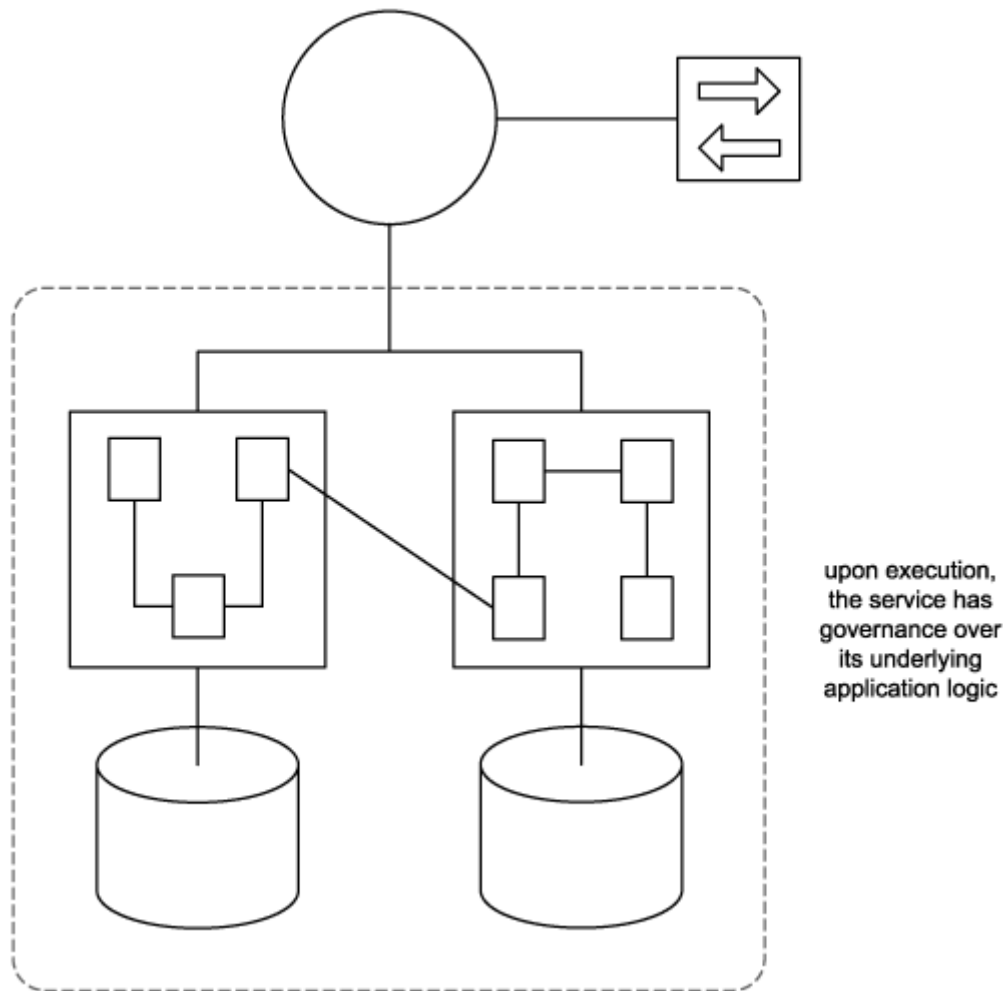 upon execution,
the service has
governance over
its underlying
application logic